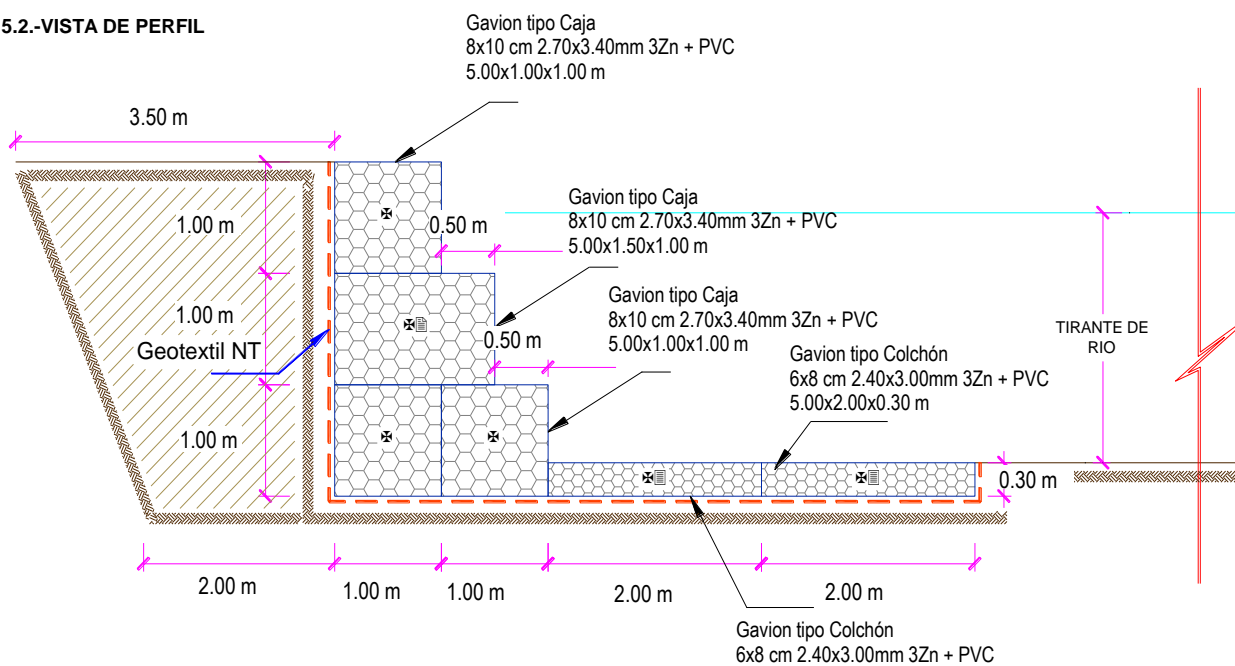 5.2.-VISTA DE PERFIL
Gavion tipo Caja
8x10 cm 2.70x3.40mm 3Zn + PVC
5.00x1.00x1.00 m
3.50 m
1.00 m
0.50 m
Gavion tipo Caja
8x10 cm 2.70x3.40mm 3Zn + PVC
5.00x1.50x1.00 m
1.00 m
Geotextil NT
0.50 m
Gavion tipo Caja
8x10 cm 2.70x3.40mm 3Zn + PVC
5.00x1.00x1.00 m
TIRANTE DE
RIO
Gavion tipo Colchón
6x8 cm 2.40x3.00mm 3Zn + PVC
5.00x2.00x0.30 m
1.00 m
0.30 m
2.00 m
1.00 m
1.00 m
2.00 m
2.00 m
Gavion tipo Colchón
6x8 cm 2.40x3.00mm 3Zn + PVC